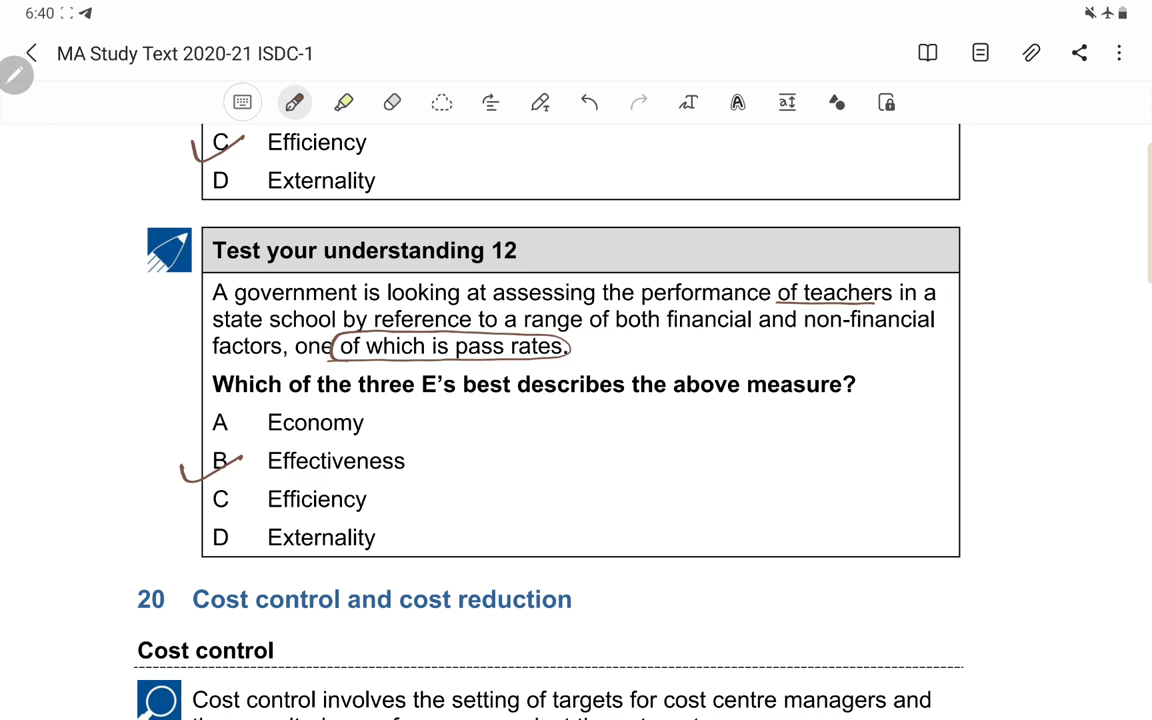 6:40
MA Study Text 2020-21 ISDC-1
C Efficiency
D Externality
Test your understanding 12
A government is looking at assessing the performance of teachers in a
state school by reference to a range of both financial and non-financial
factors, one of which is pass rates.
Which of the three E's best describes the above measure?
A Economy
B Effectiveness
C Efficiency
D Externality
20 Cost control and cost reduction
Cost control
Cost control involves the setting of targets for cost centre managers and